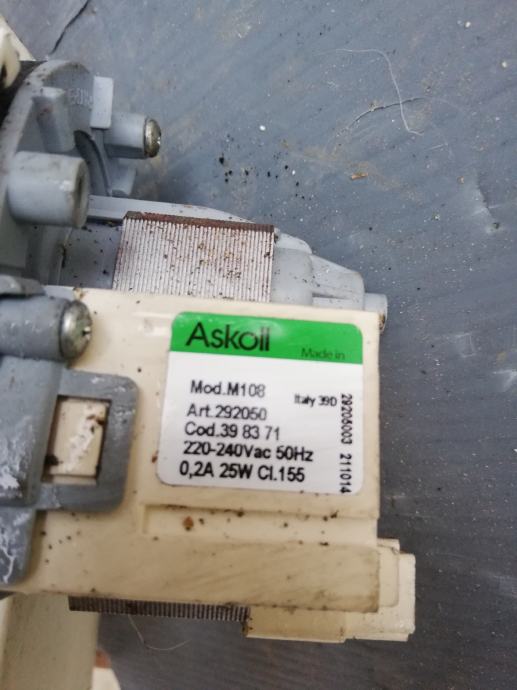 Askoll
Made in
Italy 39D
Mod.M108
Art.292050
Cod.39 83 71
220-240Vac 50Hz
0,2A 25W Cl.155
29206003 211014